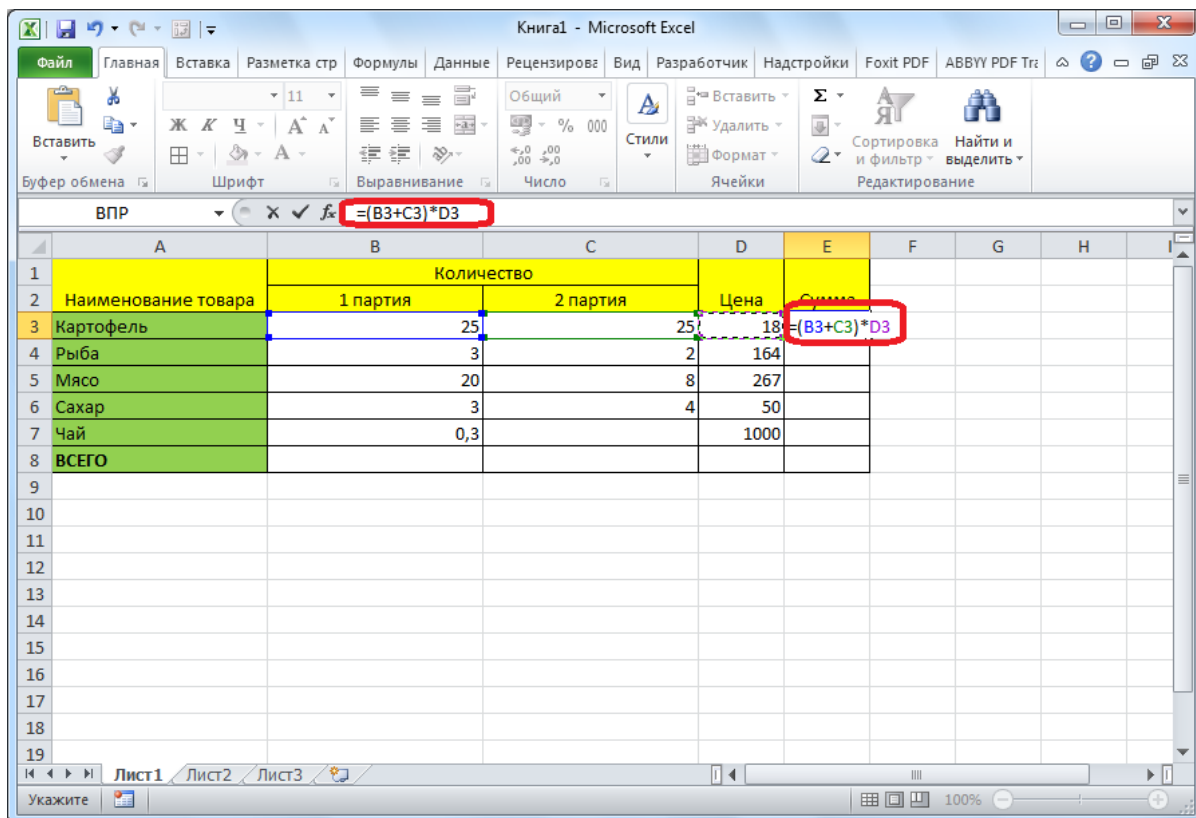 Книга1 - Microsoft Excel
Файл Главная Вставка Разметка стр Формулы Данные Рецензирова Вид Разработчик Надстройки Foxit PDF ABBYY PDF Tra
11 Общий Вставить Σ
Вставить Ж К Ч А А % 000 Стили Удалить Сортировка и фильтр Найти и выделить
А ,00 ,0 Формат
Буфер обмена Шрифт Выравнивание Число Ячейки Редактирование
ВПР fx =(B3+C3)*D3
A B C D E F G H I
1 Количество
2 Наименование товара 1 партия 2 партия Цена Сумма
3 Картофель 25 25 18 =(B3+C3)*D3
4 Рыба 3 2 164
5 Мясо 20 8 267
6 Сахар 3 4 50
7 Чай 0,3 1000
8 ВСЕГО
9
10
11
12
13
14
15
16
17
18
19
Лист1 Лист2 Лист3
Укажите 100%